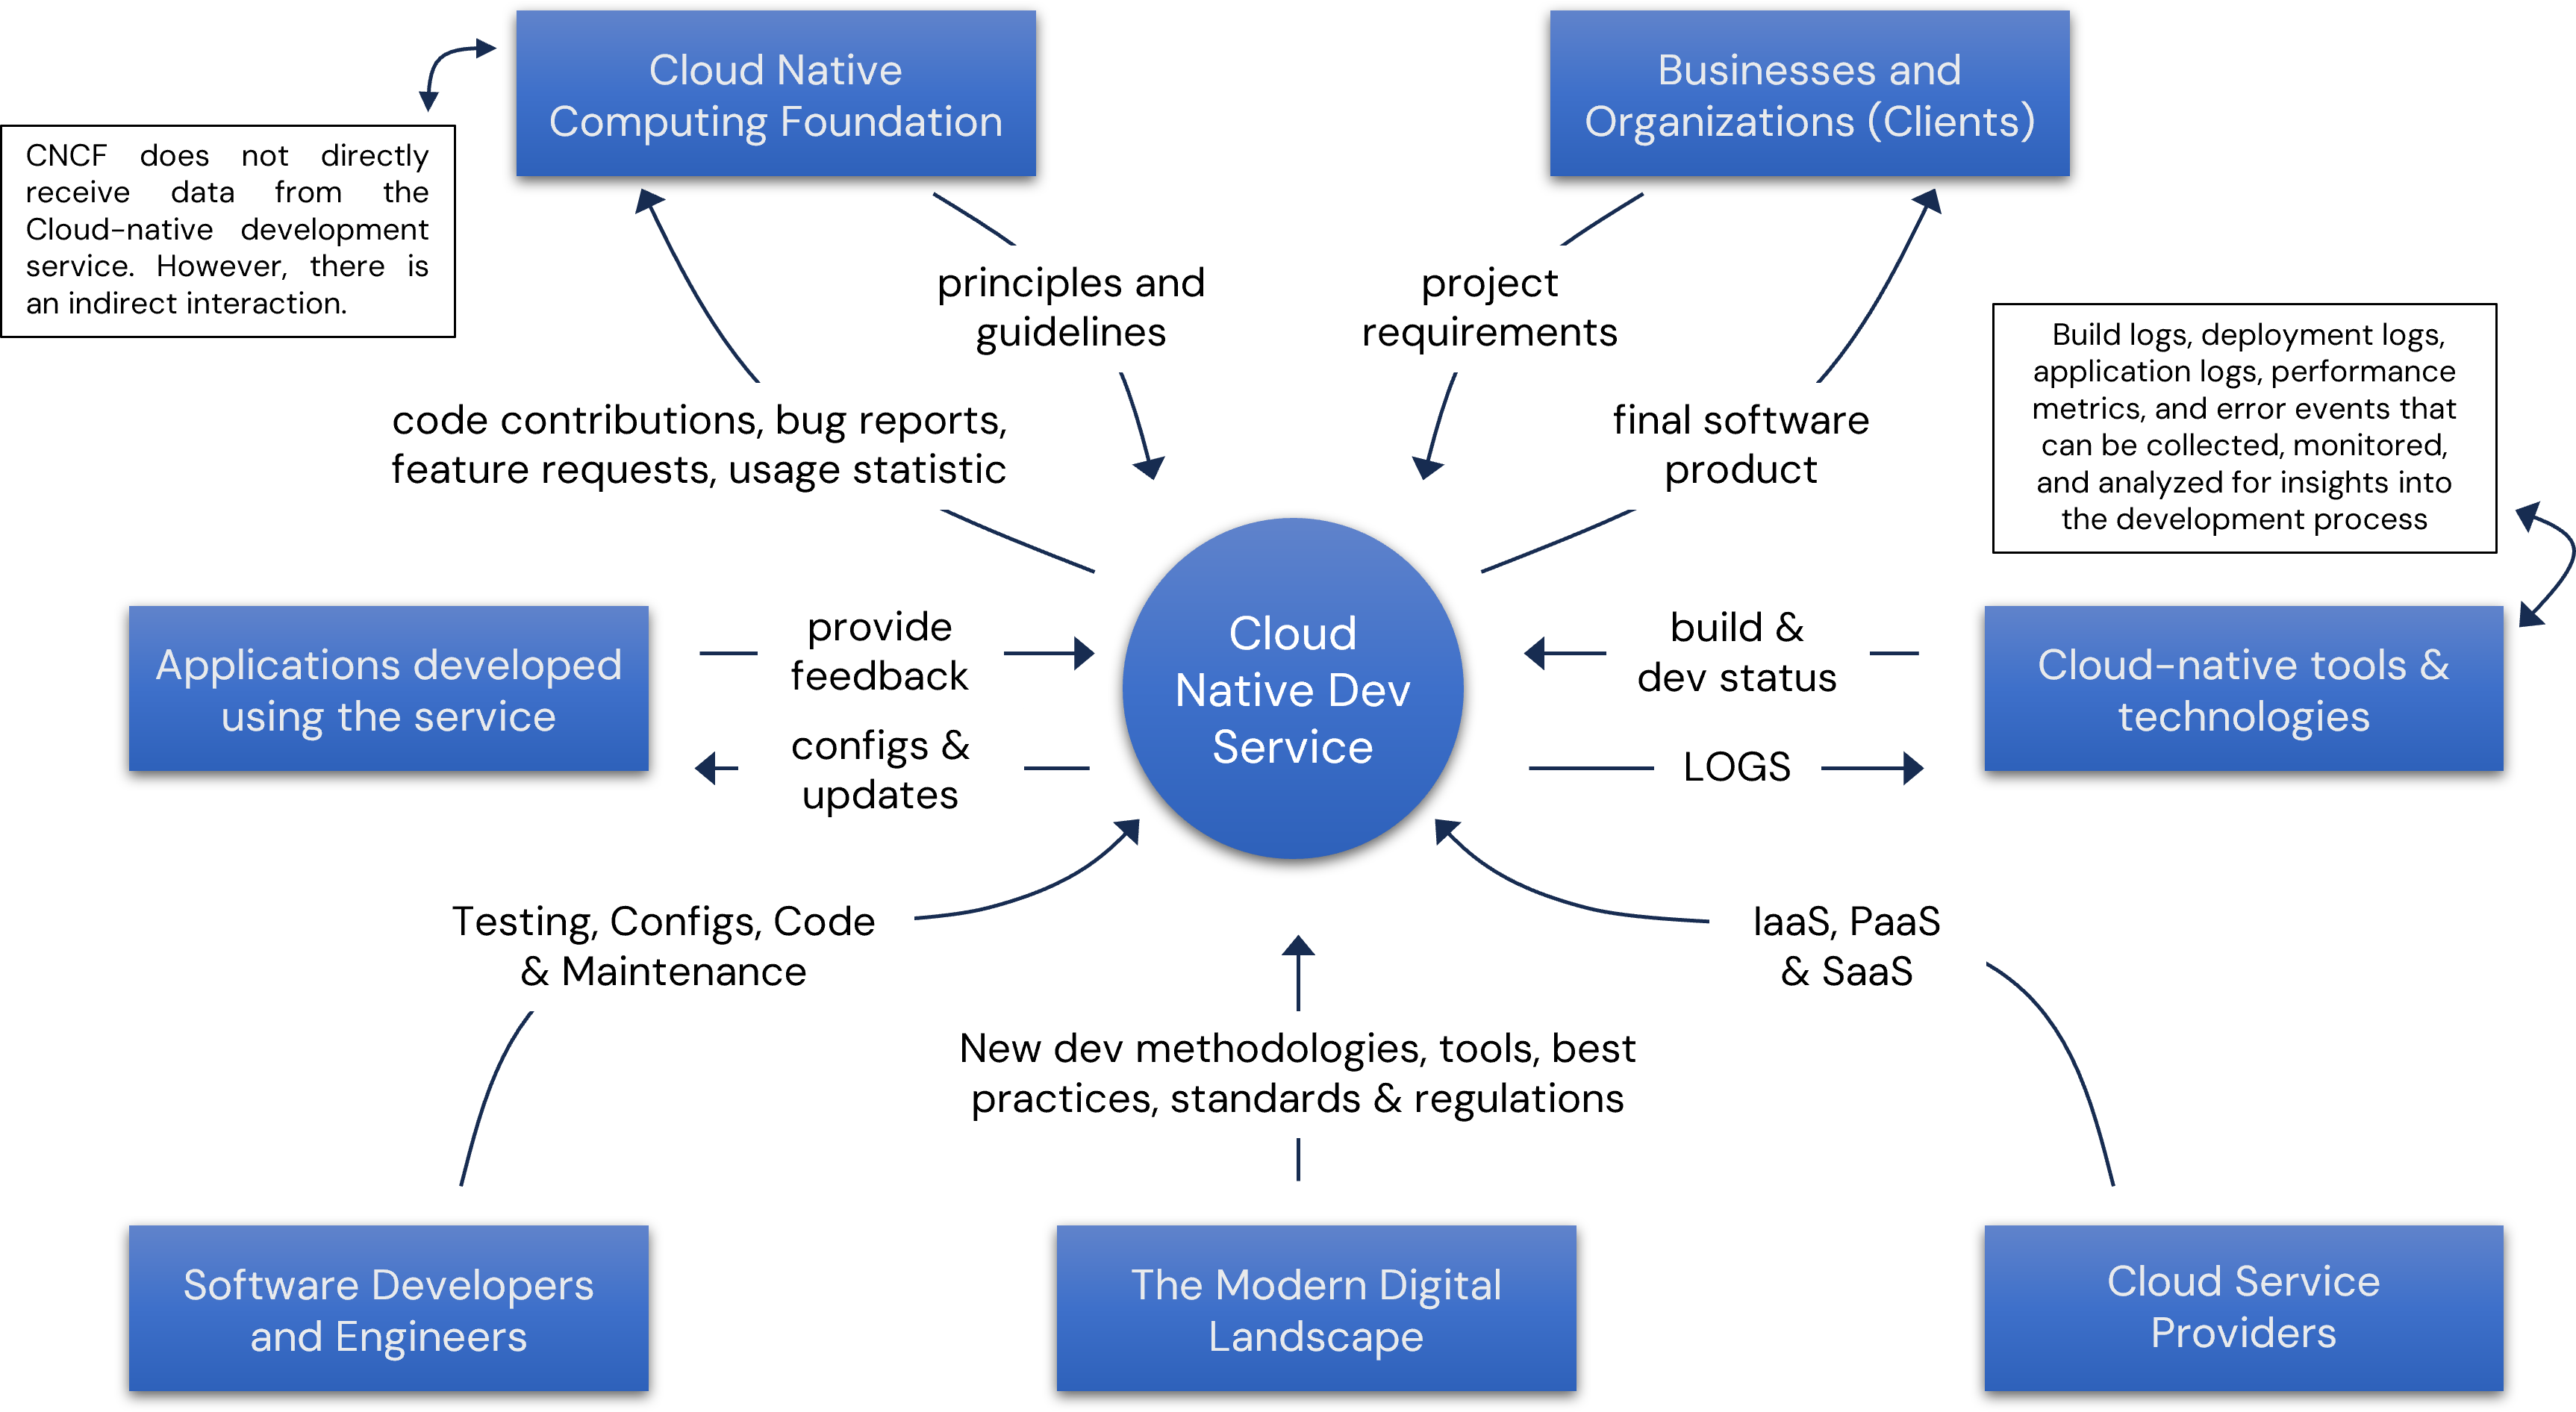 Cloud Native
Computing Foundation
Businesses and
Organizations (Clients)
CNCF does not directly
receive data from the
Cloud-native development
service. However, there is
an indirect interaction.
principles and
guidelines
project
requirements
Build logs, deployment logs,
application logs, performance
metrics, and error events that
can be collected, monitored,
and analyzed for insights into
the development process
code contributions, bug reports,
feature requests, usage statistic
final software
product
Applications developed
using the service
provide
feedback
configs &
updates
Cloud
Native Dev
Service
build &
dev status
LOGS
Cloud-native tools &
technologies
Testing, Configs, Code
& Maintenance
IaaS, PaaS
& SaaS
New dev methodologies, tools, best
practices, standards & regulations
Software Developers
and Engineers
The Modern Digital
Landscape
Cloud Service
Providers